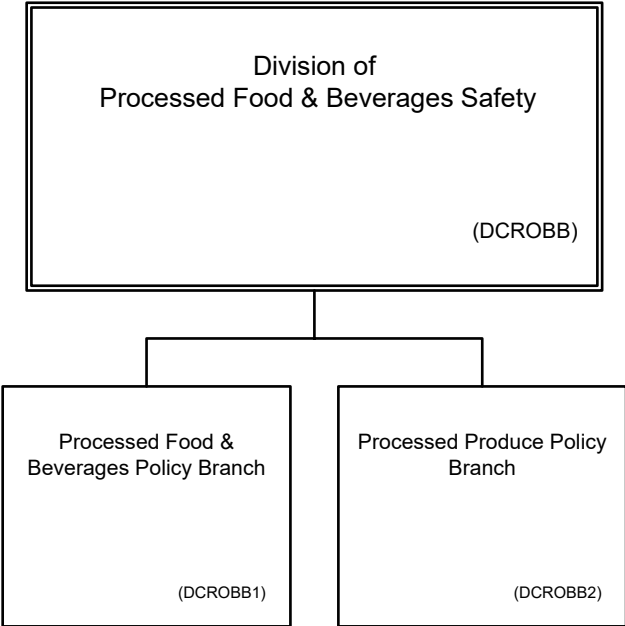 Division of
Processed Food & Beverages Safety
(DCROBB)
Processed Food &
Beverages Policy Branch
(DCROBB1)
Processed Produce Policy
Branch
(DCROBB2)